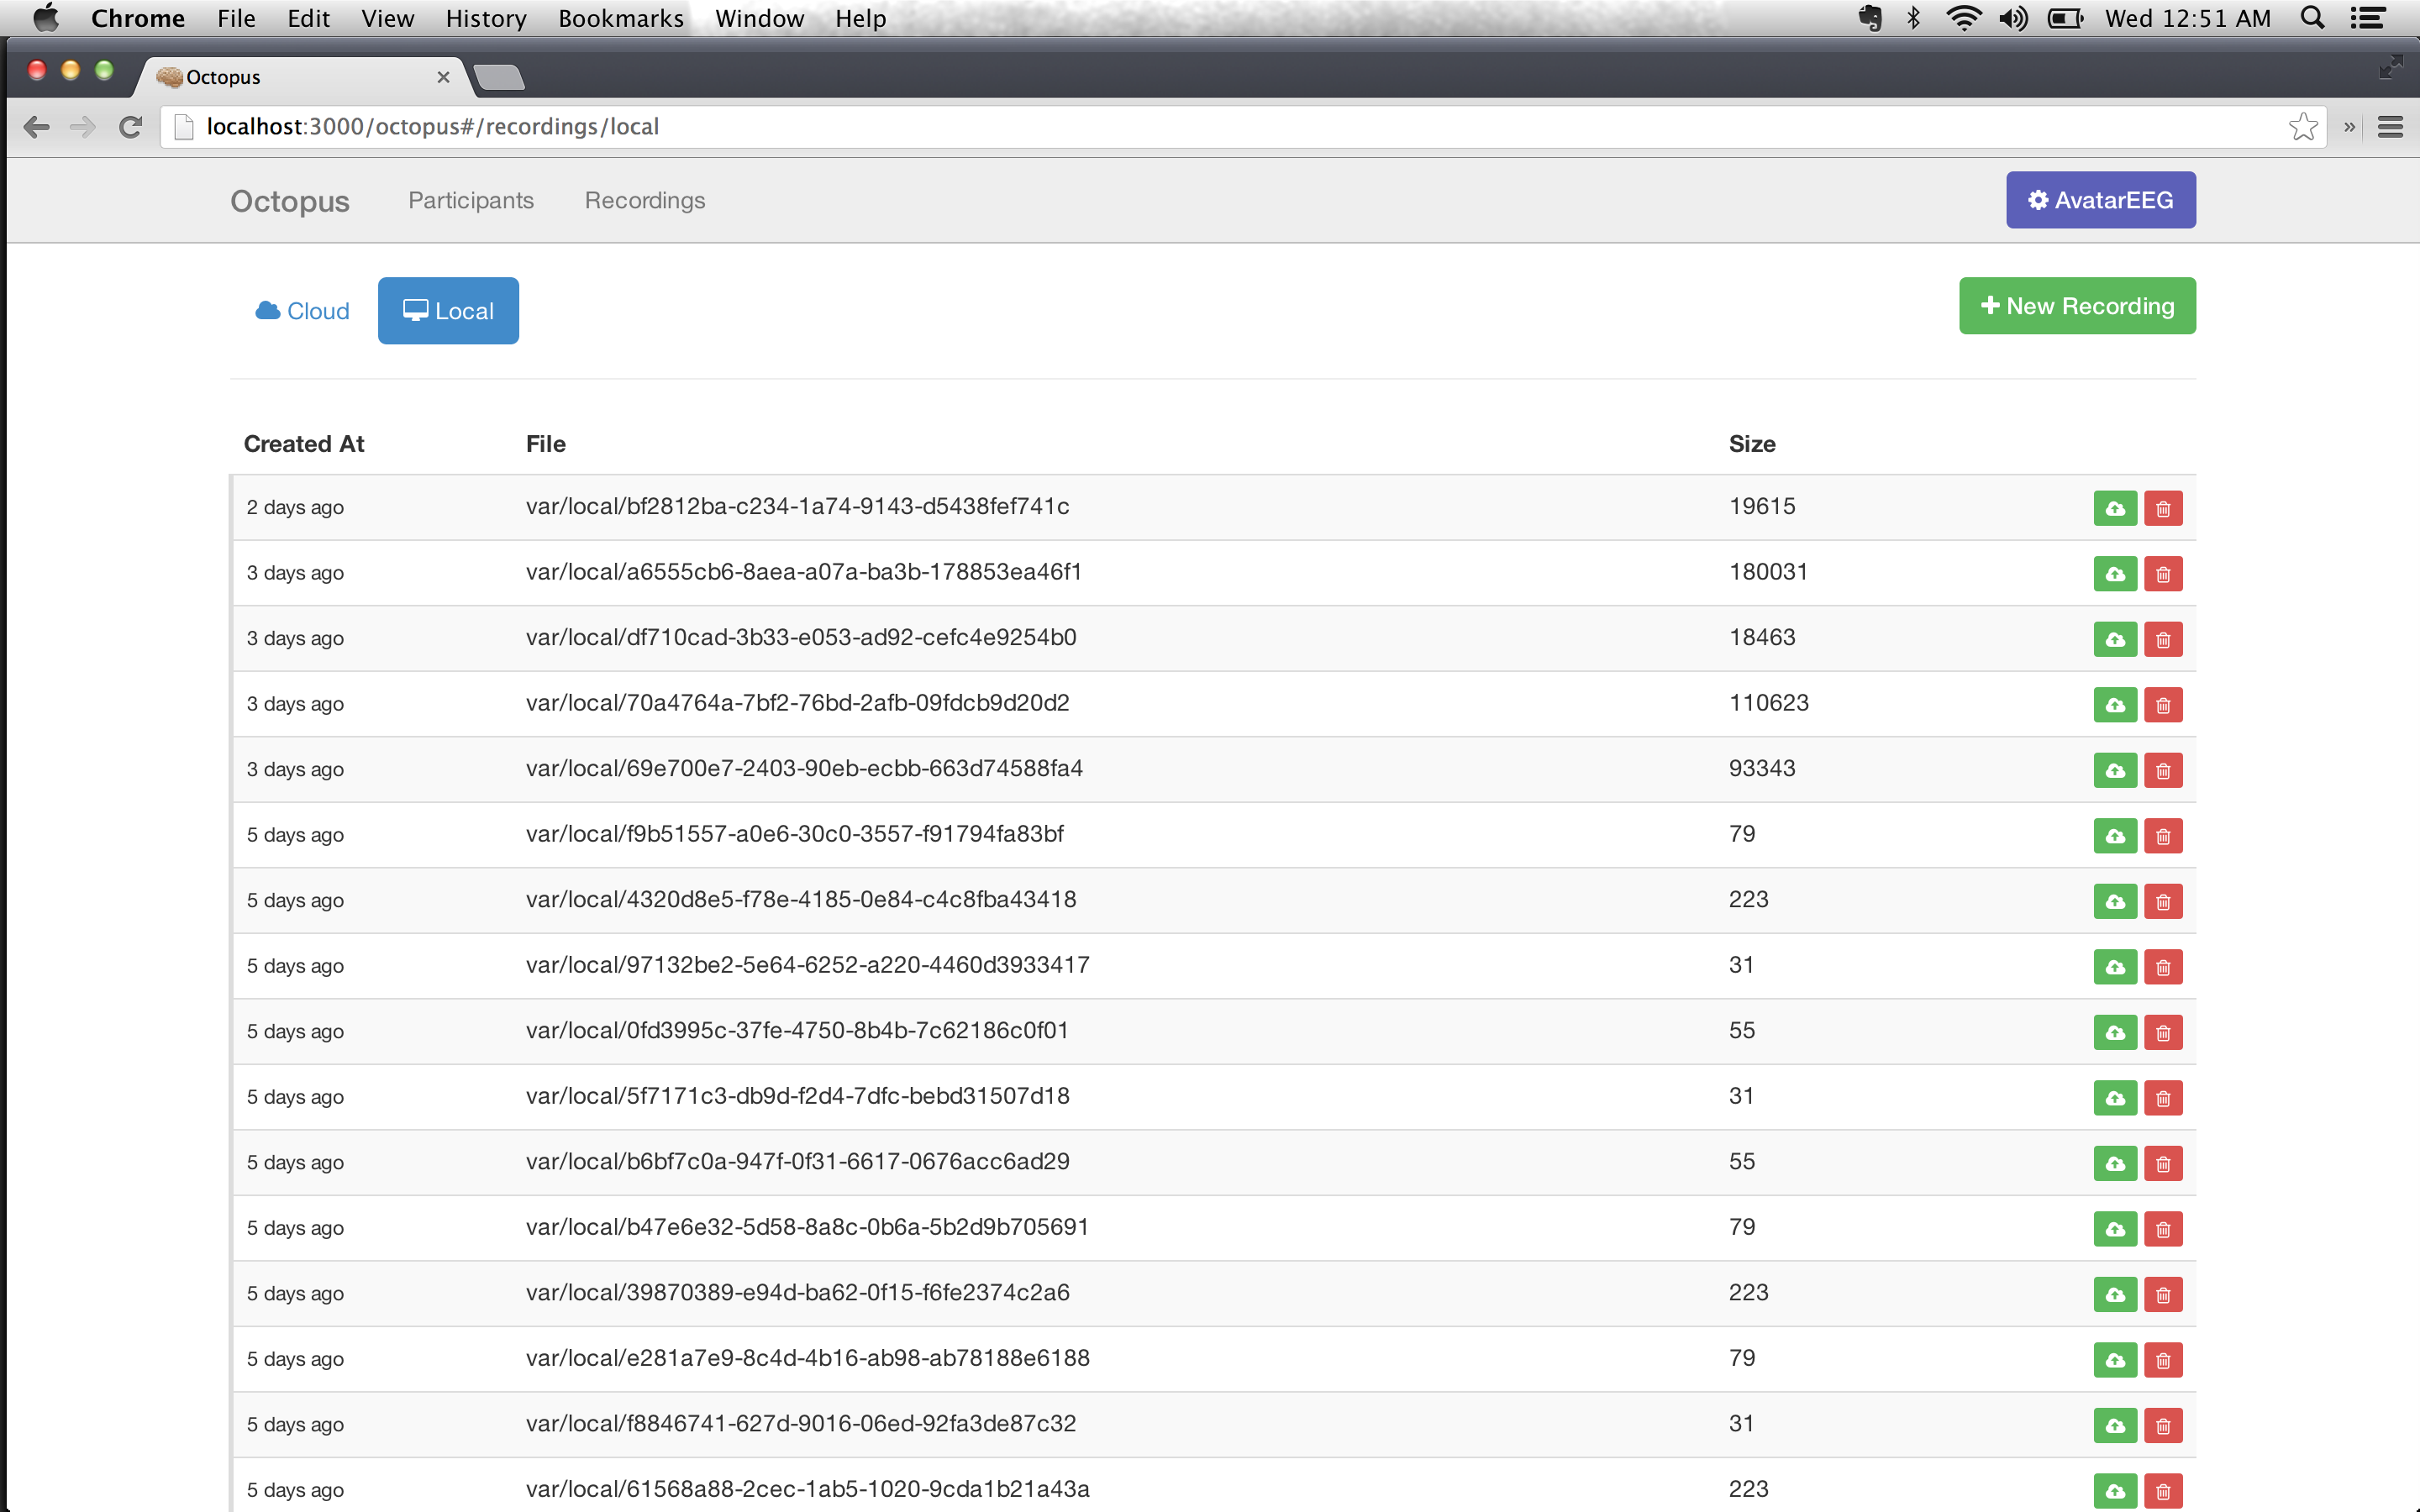 Chrome File Edit View History Bookmarks Window Help Wed 12:51 AM
Octopus
localhost:3000/octopus#/recordings/local
Octopus Participants Recordings AvatarEEG
Cloud Local New Recording
Created At File Size
2 days ago var/local/bf2812ba-c234-1a74-9143-d5438fef741c 19615
3 days ago var/local/a6555cb6-8aea-a07a-ba3b-178853ea46f1 180031
3 days ago var/local/df710cad-3b33-e053-ad92-cefc4e9254b0 18463
3 days ago var/local/70a4764a-7bf2-76bd-2afb-09fdcb9d20d2 110623
3 days ago var/local/69e700e7-2403-90eb-ecbb-663d74588fa4 93343
5 days ago var/local/f9b51557-a0e6-30c0-3557-f91794fa83bf 79
5 days ago var/local/4320d8e5-f78e-4185-0e84-c4c8fba43418 223
5 days ago var/local/97132be2-5e64-6252-a220-4460d3933417 31
5 days ago var/local/0fd3995c-37fe-4750-8b4b-7c62186c0f01 55
5 days ago var/local/5f7171c3-db9d-f2d4-7dfc-bebd31507d18 31
5 days ago var/local/b6bf7c0a-947f-0f31-6617-0676acc6ad29 55
5 days ago var/local/b47e6e32-5d58-8a8c-0b6a-5b2d9b705691 79
5 days ago var/local/39870389-e94d-ba62-0f15-f6fe2374c2a6 223
5 days ago var/local/e281a7e9-8c4d-4b16-ab98-ab78188e6188 79
5 days ago var/local/f8846741-627d-9016-06ed-92fa3de87c32 31
5 days ago var/local/61568a88-2cec-1ab5-1020-9cda1b21a43a 223